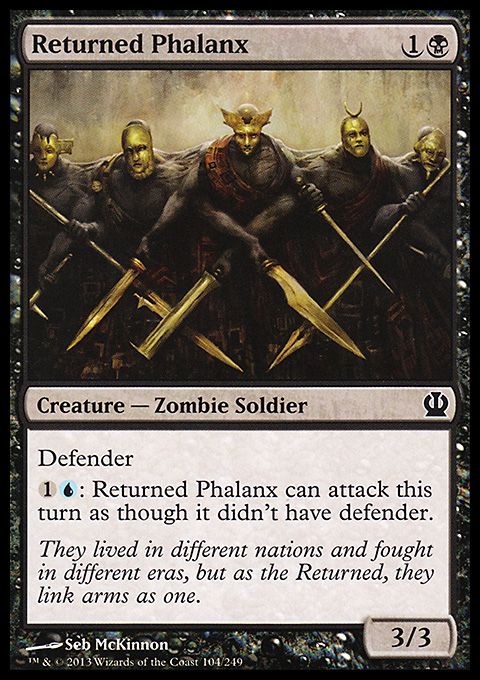 Returned Phalanx 1
Creature — Zombie Soldier
Defender
1: Returned Phalanx can attack this
turn as though it didn't have defender.
They lived in different nations and fought
in different eras, but as the Returned, they
link arms as one.
Seb McKinnon
3/3
™ & © 2013 Wizards of the Coast 104/249